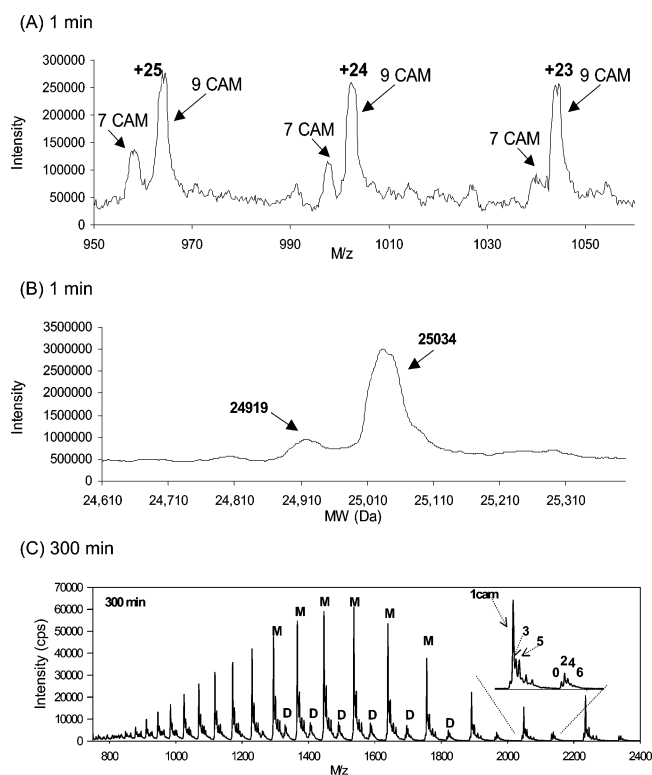 (A) 1 min
300000
250000
200000
150000
100000
50000
0
Intensity
+25
9 CAM
7 CAM
+24
9 CAM
7 CAM
+23
9 CAM
7 CAM
950 970 990 1010 1030 1050
M/z
(B) 1 min
3500000
3000000
2500000
2000000
1500000
1000000
500000
0
Intensity
25034
24919
24,610 24,710 24,810 24,910 25,010 25,110 25,210 25,310
MW (Da)
(C) 300 min
70000
60000
50000
40000
30000
20000
10000
0
Intensity (cps)
300 min
M M M M M M
D D D D D D
1cam
3
5
0 2 4 6
800 1000 1200 1400 1600 1800 2000 2200 2400
M/z